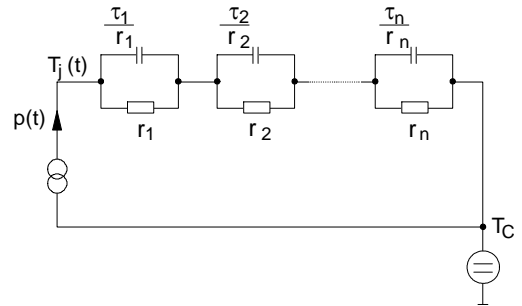 τ1/r1 τ2/r2 τn/rn
Tj (t)
r1 r2 rn
p(t)
TC